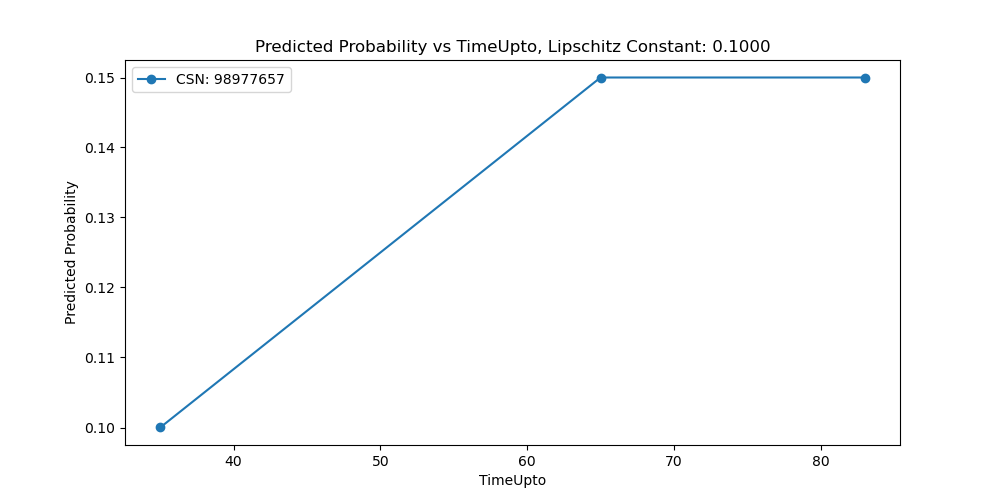 Predicted Probability vs TimeUpto, Lipschitz Constant: 0.1000
CSN: 98977657
Predicted Probability
0.15
0.14
0.13
0.12
0.11
0.10
40 50 60 70 80
TimeUpto